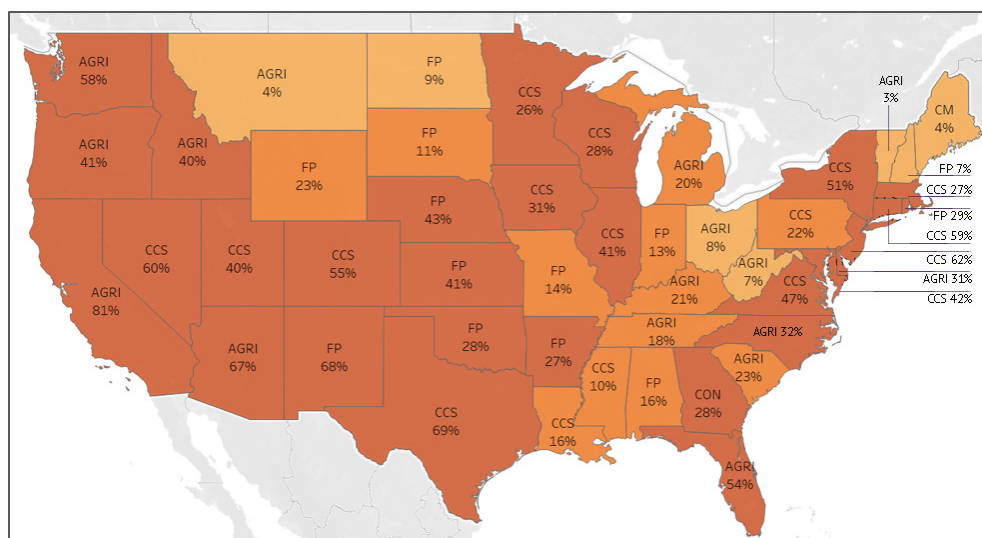 AGRI
58%
AGRI
4%
FP
9%
CCS
26%
AGRI
3%
CM
4%
AGRI
41%
AGRI
40%
FP
23%
FP
11%
CCS
28%
AGRI
20%
CCS
51%
FP 7%
CCS 27%
FP 29%
CCS 59%
CCS 62%
AGRI 31%
CCS 42%
CCS
60%
CCS
40%
CCS
55%
FP
43%
CCS
31%
CCS
41%
FP
13%
AGRI
8%
CCS
22%
AGRI
7%
CCS
47%
AGRI
81%
FP
41%
FP
14%
AGRI
21%
AGRI
67%
FP
68%
FP
28%
FP
27%
AGRI
18%
AGRI 32%
CCS
69%
CCS
16%
CCS
10%
FP
16%
CON
28%
AGRI
23%
AGRI
54%